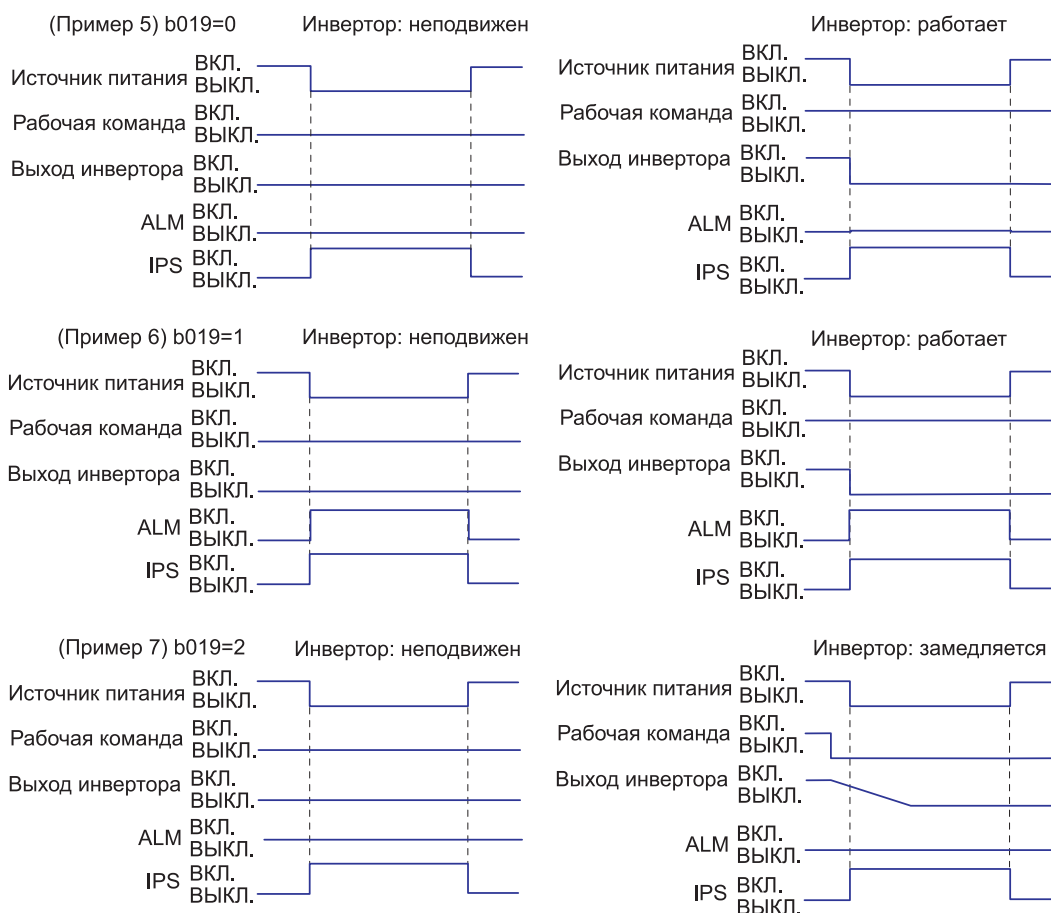 (Пример 5) b019=0
Инвертор: неподвижен
Источник питания
ВКЛ.
ВЫКЛ.
Рабочая команда
ВКЛ.
ВЫКЛ.
Выход инвертора
ВКЛ.
ВЫКЛ.
ALM
ВКЛ.
ВЫКЛ.
IPS
ВКЛ.
ВЫКЛ.
Инвертор: работает
Источник питания
ВКЛ.
ВЫКЛ.
Рабочая команда
ВКЛ.
ВЫКЛ.
Выход инвертора
ВКЛ.
ВЫКЛ.
ALM
ВКЛ.
ВЫКЛ.
IPS
ВКЛ.
ВЫКЛ.
(Пример 6) b019=1
Инвертор: неподвижен
Источник питания
ВКЛ.
ВЫКЛ.
Рабочая команда
ВКЛ.
ВЫКЛ.
Выход инвертора
ВКЛ.
ВЫКЛ.
ALM
ВКЛ.
ВЫКЛ.
IPS
ВКЛ.
ВЫКЛ.
Инвертор: работает
Источник питания
ВКЛ.
ВЫКЛ.
Рабочая команда
ВКЛ.
ВЫКЛ.
Выход инвертора
ВКЛ.
ВЫКЛ.
ALM
ВКЛ.
ВЫКЛ.
IPS
ВКЛ.
ВЫКЛ.
(Пример 7) b019=2
Инвертор: неподвижен
Источник питания
ВКЛ.
ВЫКЛ.
Рабочая команда
ВКЛ.
ВЫКЛ.
Выход инвертора
ВКЛ.
ВЫКЛ.
ALM
ВКЛ.
ВЫКЛ.
IPS
ВКЛ.
ВЫКЛ.
Инвертор: замедляется
Источник питания
ВКЛ.
ВЫКЛ.
Рабочая команда
ВКЛ.
ВЫКЛ.
Выход инвертора
ВКЛ.
ВЫКЛ.
ALM
ВКЛ.
ВЫКЛ.
IPS
ВКЛ.
ВЫКЛ.